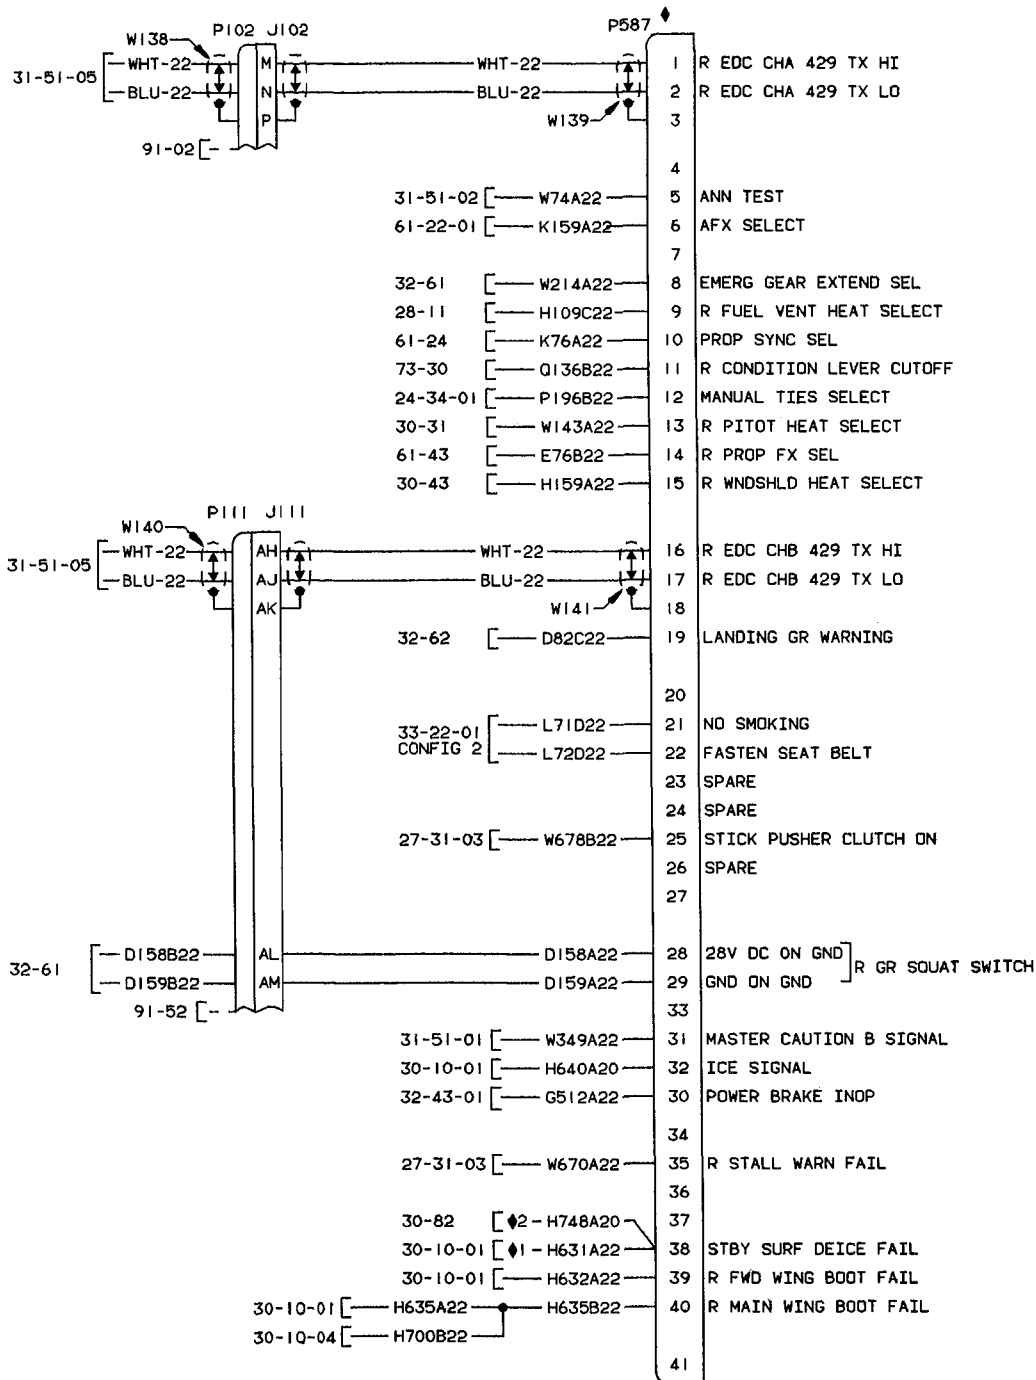 P587 ♦
P102 J102
W138
31-51-05 WHT-22 M WHT-22 1 R EDC CHA 429 TX HI
BLU-22 N BLU-22 2 R EDC CHA 429 TX LO
P W139 3
91-02
4
31-51-02 W74A22 5 ANN TEST
61-22-01 K159A22 6 AFX SELECT
7
32-61 W214A22 8 EMERG GEAR EXTEND SEL
28-11 H109C22 9 R FUEL VENT HEAT SELECT
61-24 K76A22 10 PROP SYNC SEL
73-30 Q136B22 11 R CONDITION LEVER CUTOFF
24-34-01 P196B22 12 MANUAL TIES SELECT
30-31 W143A22 13 R PITOT HEAT SELECT
61-43 E76B22 14 R PROP FX SEL
30-43 H159A22 15 R WNDSHLD HEAT SELECT
P111 J111
W140
31-51-05 WHT-22 AH WHT-22 16 R EDC CHB 429 TX HI
BLU-22 AJ BLU-22 17 R EDC CHB 429 TX LO
AK W141 18
32-62 D82C22 19 LANDING GR WARNING
20
33-22-01 L71D22 21 NO SMOKING
CONFIG 2 L72D22 22 FASTEN SEAT BELT
23 SPARE
24 SPARE
27-31-03 W678B22 25 STICK PUSHER CLUTCH ON
26 SPARE
27
32-61 D158B22 AL D158A22 28 28V DC ON GND R GR SQUAT SWITCH
D159B22 AM D159A22 29 GND ON GND
91-52 33
31-51-01 W349A22 31 MASTER CAUTION B SIGNAL
30-10-01 H640A20 32 ICE SIGNAL
32-43-01 G512A22 30 POWER BRAKE INOP
34
27-31-03 W670A22 35 R STALL WARN FAIL
36
30-82 ♦2 H748A20 37
30-10-01 ♦1 H631A22 38 STBY SURF DEICE FAIL
30-10-01 H632A22 39 R FWD WING BOOT FAIL
30-10-01 H635A22 H635B22 40 R MAIN WING BOOT FAIL
30-10-04 H700B22
41